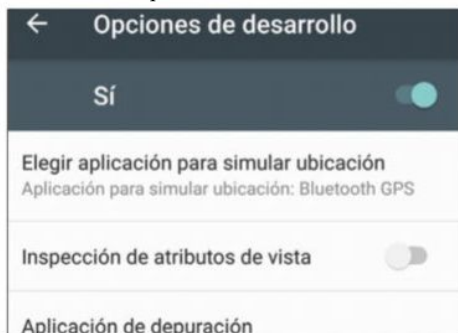 Opciones de desarrollo
Sí
Elegir aplicación para simular ubicación
Aplicación para simular ubicación: Bluetooth GPS
Inspección de atributos de vista
Aplicación de depuración